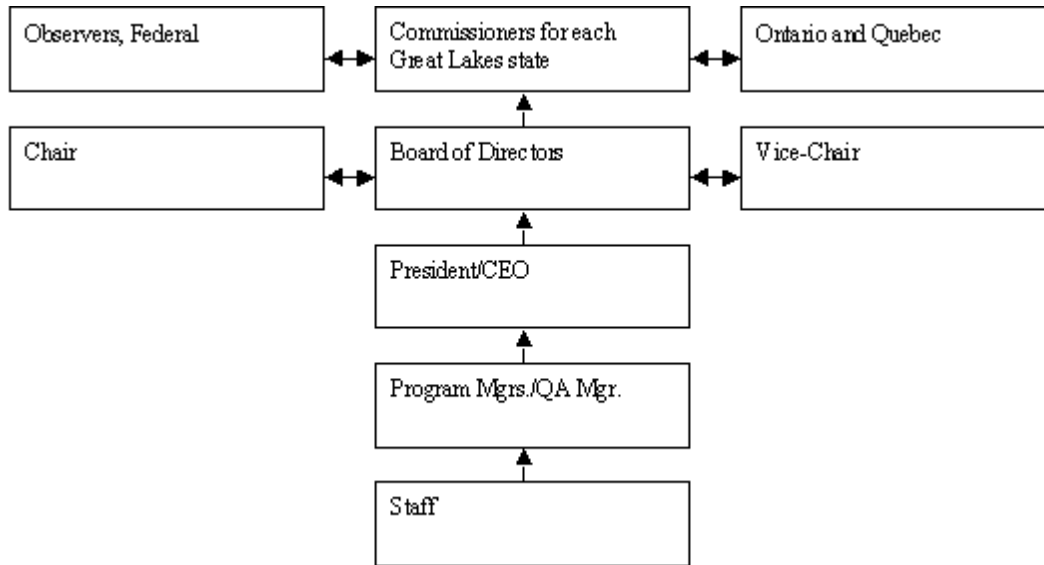 Observers, Federal
Commissioners for each
Great Lakes state
Ontario and Quebec
Chair
Board of Directors
Vice-Chair
President/CEO
Program Mgrs./QA Mgr.
Staff